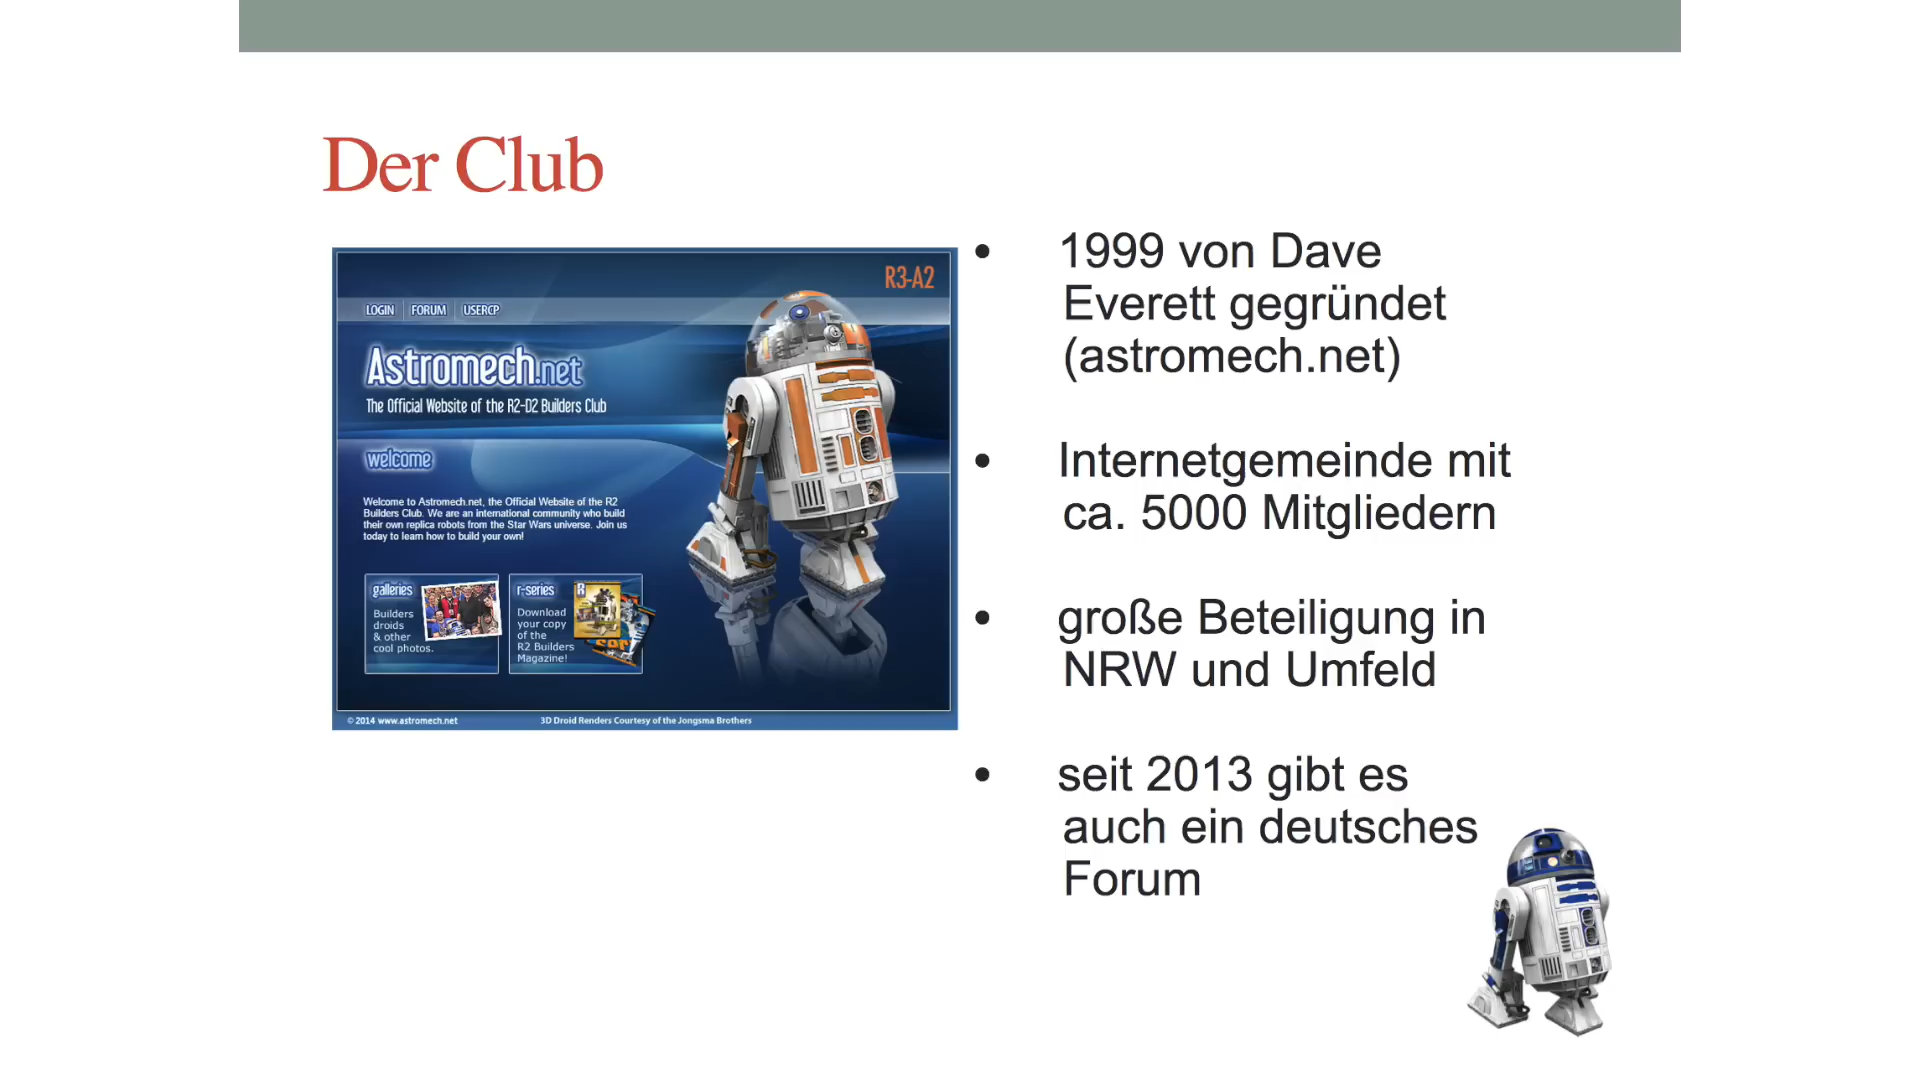 Der Club
R3-A2
LOGIN FORUM USERCP
Astromech.net
The Official Website of the R2-D2 Builders Club
welcome
Welcome to Astromech.net, the Official Website of the R2
Builders Club. We are an international community who build
their own replica robots from the Star Wars universe. Join us
today to learn how to build your own!
galleries
Builders
droids
& other
cool photos.
r-series
Download
your copy
of the
R2 Builders
Magazine!
© 2014 www.astromech.net 3D Droid Renders Courtesy of the Jongsma Brothers
• 1999 von Dave
Everett gegründet
(astromech.net)
• Internetgemeinde mit
ca. 5000 Mitgliedern
• große Beteiligung in
NRW und Umfeld
• seit 2013 gibt es
auch ein deutsches
Forum